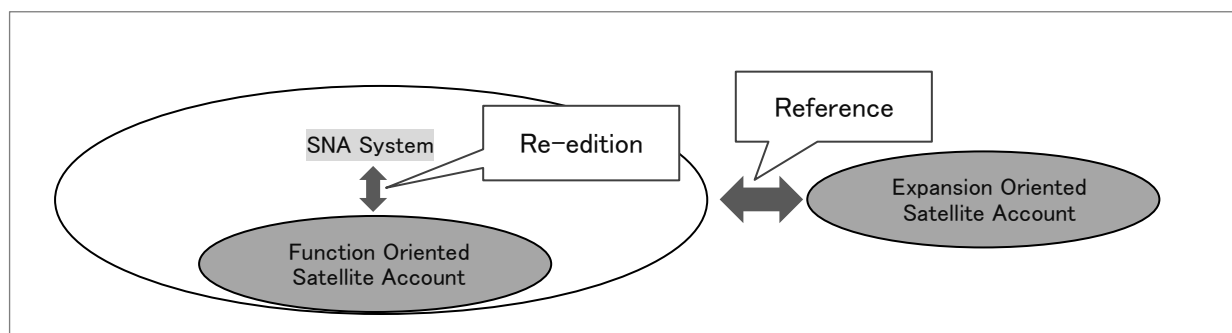 Reference
SNA System
Re-edition
Expansion Oriented
Satellite Account
Function Oriented
Satellite Account